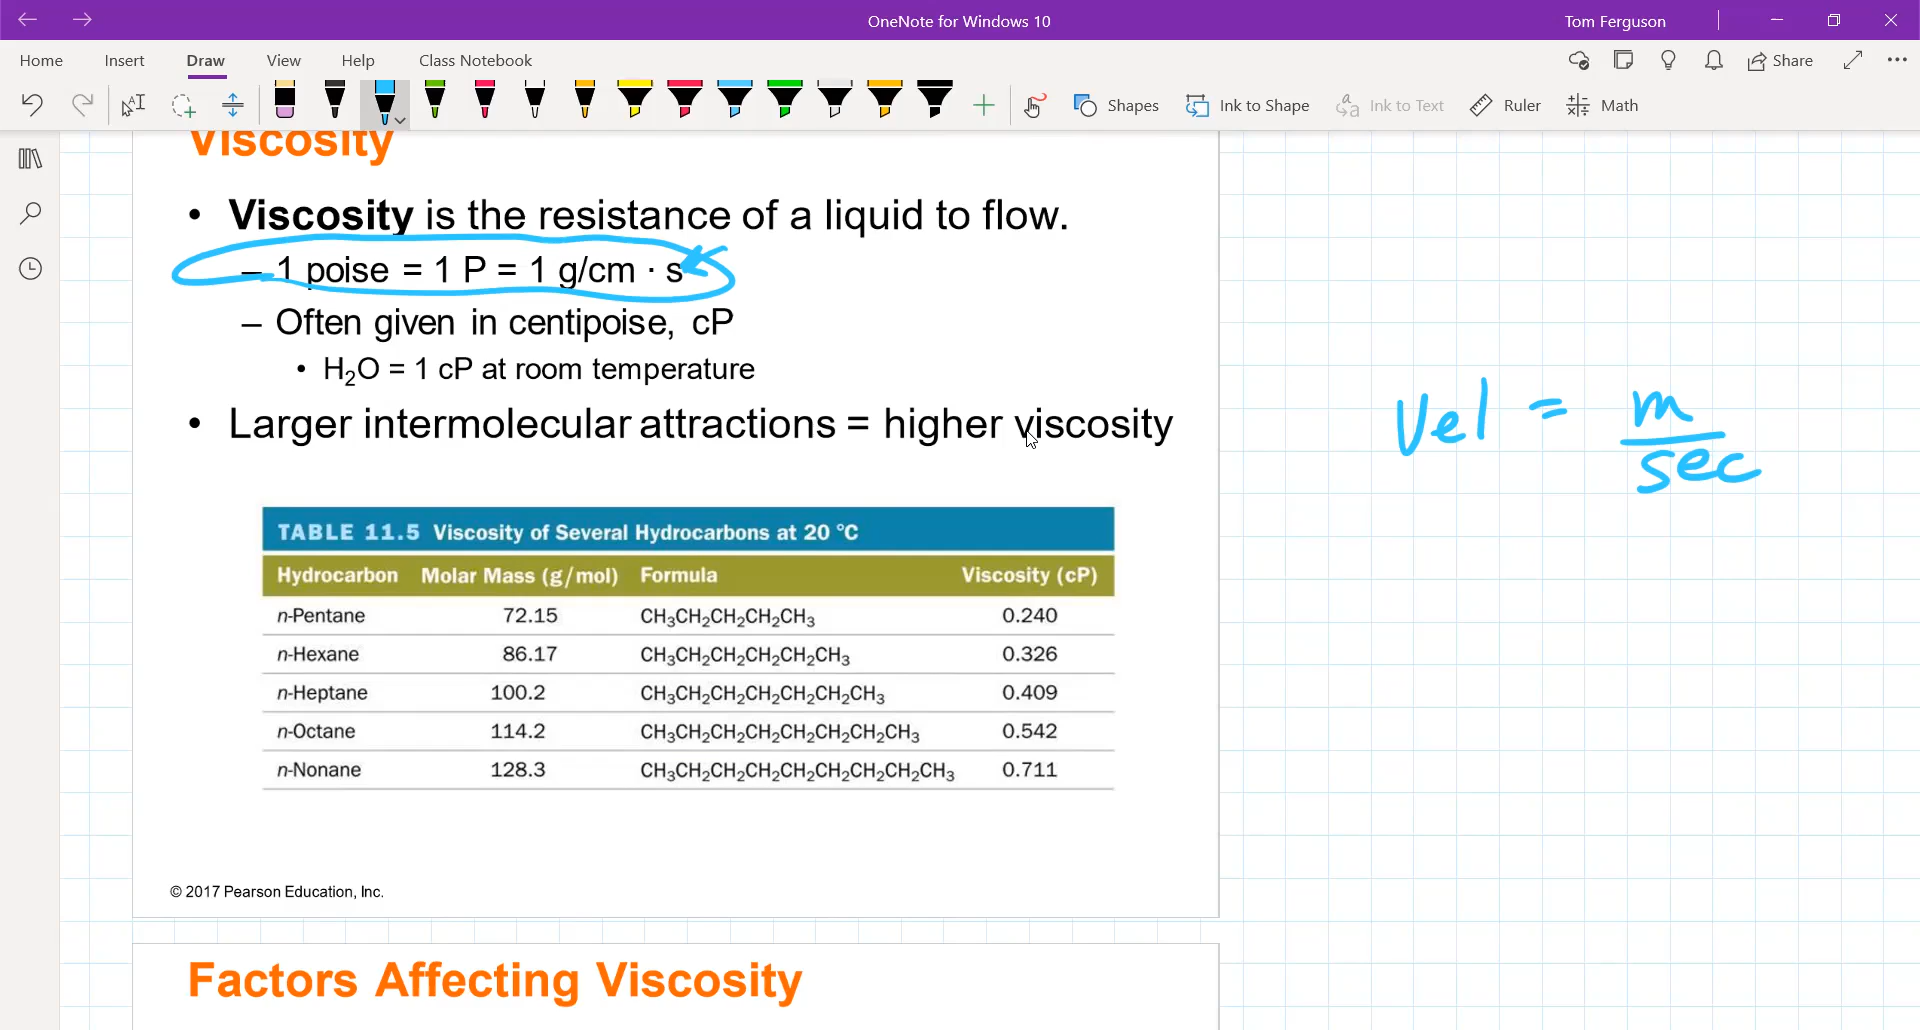 OneNote for Windows 10
Tom Ferguson
Home Insert Draw View Help Class Notebook
Share
Shapes Ink to Shape Ink to Text Ruler Math
Viscosity
• Viscosity is the resistance of a liquid to flow.
– 1 poise = 1 P = 1 g/cm · s
– Often given in centipoise, cP
• H₂O = 1 cP at room temperature
• Larger intermolecular attractions = higher viscosity
Vel = m/sec
TABLE 11.5 Viscosity of Several Hydrocarbons at 20 °C
Hydrocarbon Molar Mass (g/mol) Formula Viscosity (cP)
n-Pentane 72.15 CH₃CH₂CH₂CH₂CH₃ 0.240
n-Hexane 86.17 CH₃CH₂CH₂CH₂CH₂CH₃ 0.326
n-Heptane 100.2 CH₃CH₂CH₂CH₂CH₂CH₂CH₃ 0.409
n-Octane 114.2 CH₃CH₂CH₂CH₂CH₂CH₂CH₂CH₃ 0.542
n-Nonane 128.3 CH₃CH₂CH₂CH₂CH₂CH₂CH₂CH₂CH₃ 0.711
© 2017 Pearson Education, Inc.
Factors Affecting Viscosity